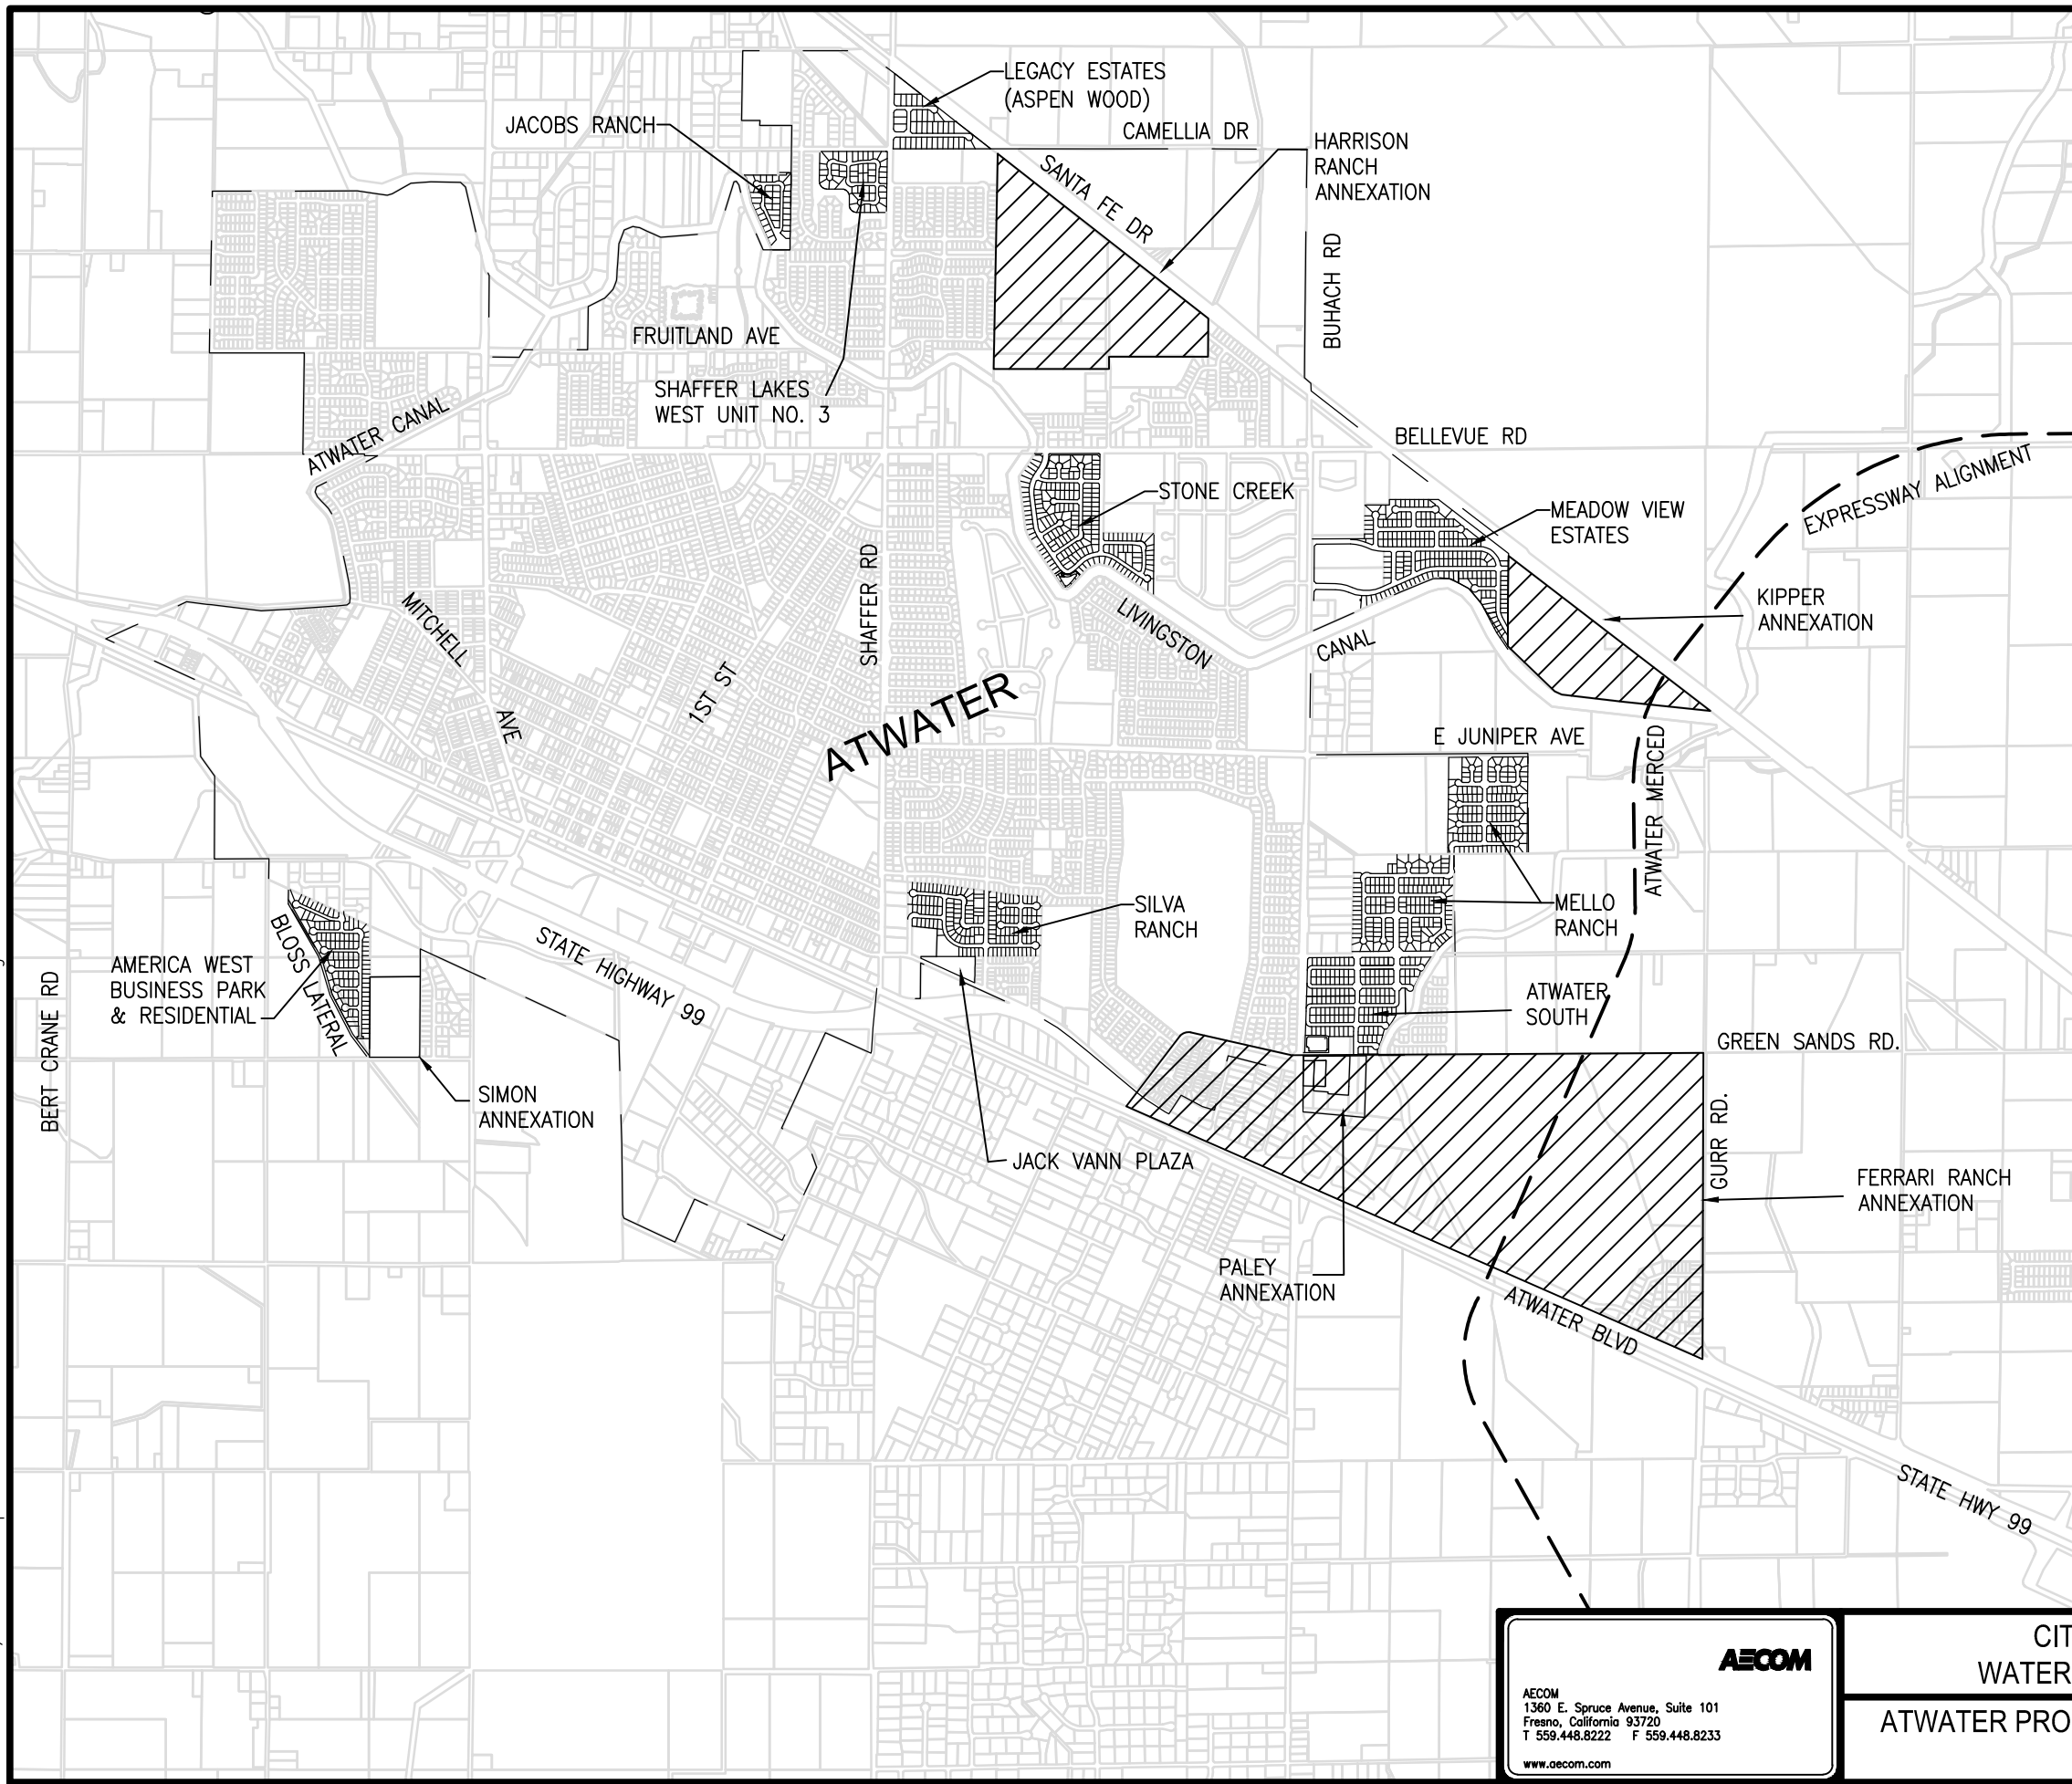 LEGACY ESTATES
(ASPEN WOOD)
JACOBS RANCH
CAMELLIA DR
HARRISON
RANCH
ANNEXATION
SANTA FE DR
BUHACH RD
FRUITLAND AVE
SHAFFER LAKES
WEST UNIT NO. 3
ATWATER CANAL
BELLEVUE RD
EXPRESSWAY ALIGNMENT
STONE CREEK
MEADOW VIEW
ESTATES
SHAFFER RD
KIPPER
ANNEXATION
MITCHELL
AVE
LIVINGSTON
CANAL
1ST ST
ATWATER
E JUNIPER AVE
ATWATER MERCED
SILVA
RANCH
MELLO
RANCH
BLOSS LATERAL
STATE HIGHWAY 99
AMERICA WEST
BUSINESS PARK
& RESIDENTIAL
BERT CRANE RD
ATWATER
SOUTH
GREEN SANDS RD.
SIMON
ANNEXATION
GURR RD.
JACK VANN PLAZA
FERRARI RANCH
ANNEXATION
PALEY
ANNEXATION
ATWATER BLVD
STATE HWY 99
AECOM
AECOM
1360 E. Spruce Avenue, Suite 101
Fresno, California 93720
T 559.448.8222 F 559.448.8233
www.aecom.com
CIT
WATER
ATWATER PRO